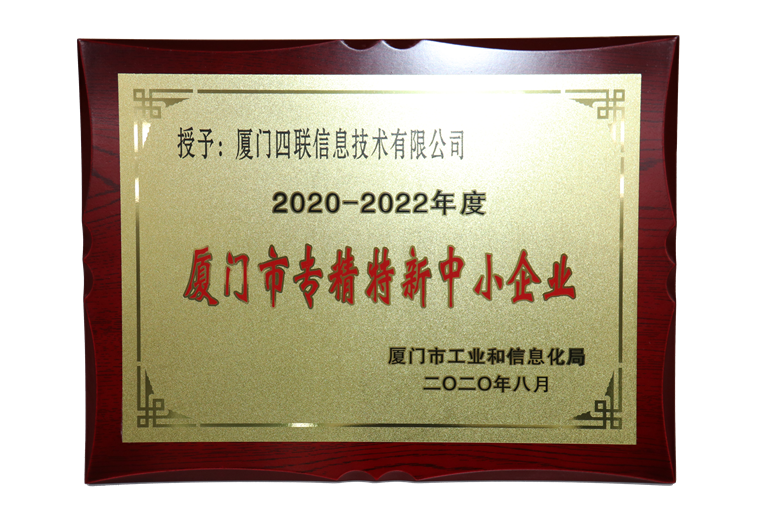 授予：厦门四联信息技术有限公司
2020-2022年度
厦门市专精特新中小企业
厦门市工业和信息化局
二〇二〇年八月